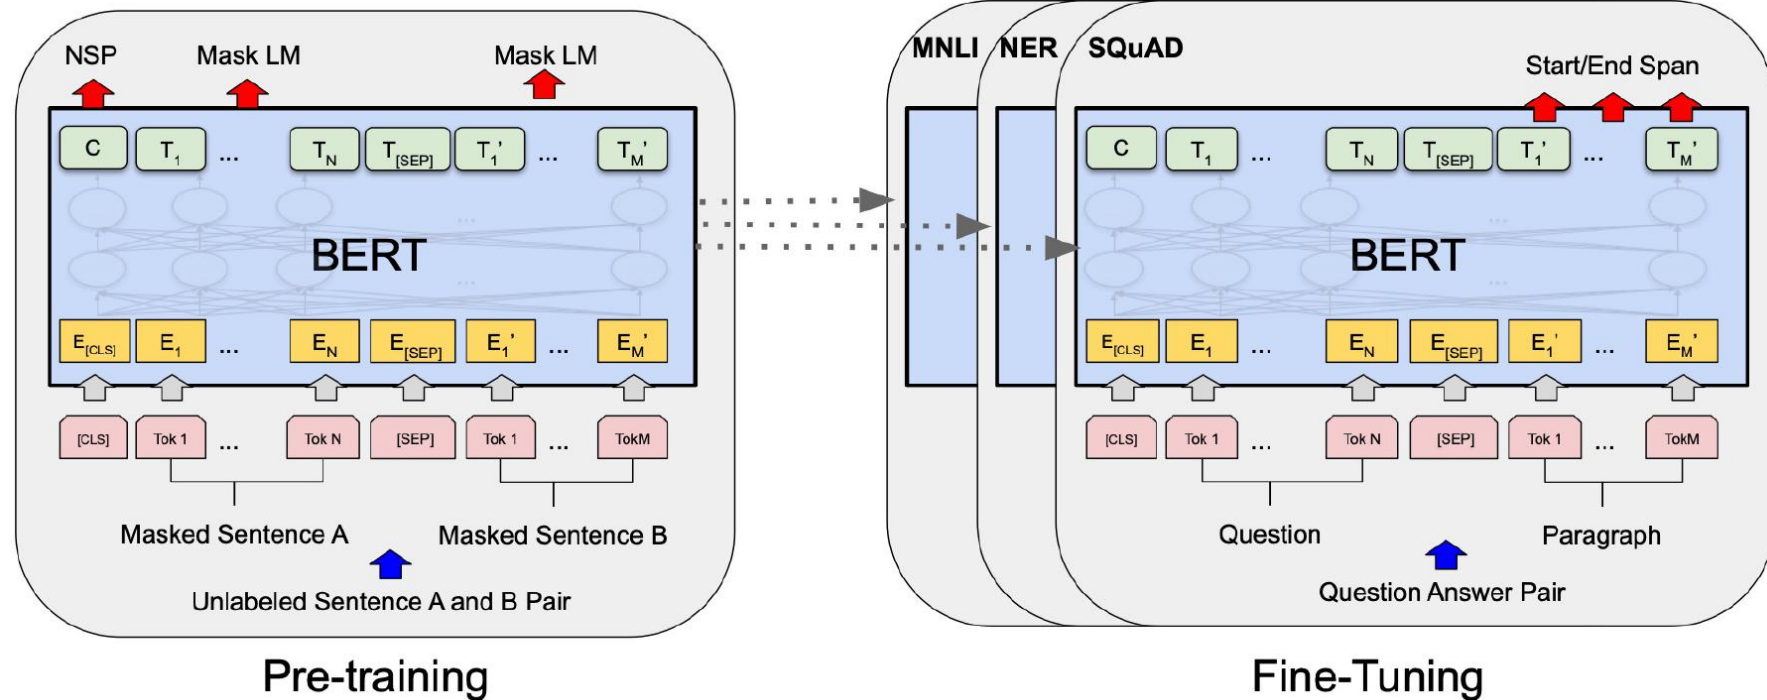 NSP Mask LM Mask LM
C T1 ... TN T[SEP] T1' ... TM'
...
BERT
...
E[CLS] E1 ... EN E[SEP] E1' ... EM'
[CLS] Tok 1 ... Tok N [SEP] Tok 1 ... TokM
Masked Sentence A Masked Sentence B
Unlabeled Sentence A and B Pair
Pre-training
MNLI NER SQuAD
Start/End Span
C T1 ... TN T[SEP] T1' ... TM'
...
BERT
...
E[CLS] E1 ... EN E[SEP] E1' ... EM'
[CLS] Tok 1 ... Tok N [SEP] Tok 1 ... TokM
Question Paragraph
Question Answer Pair
Fine-Tuning